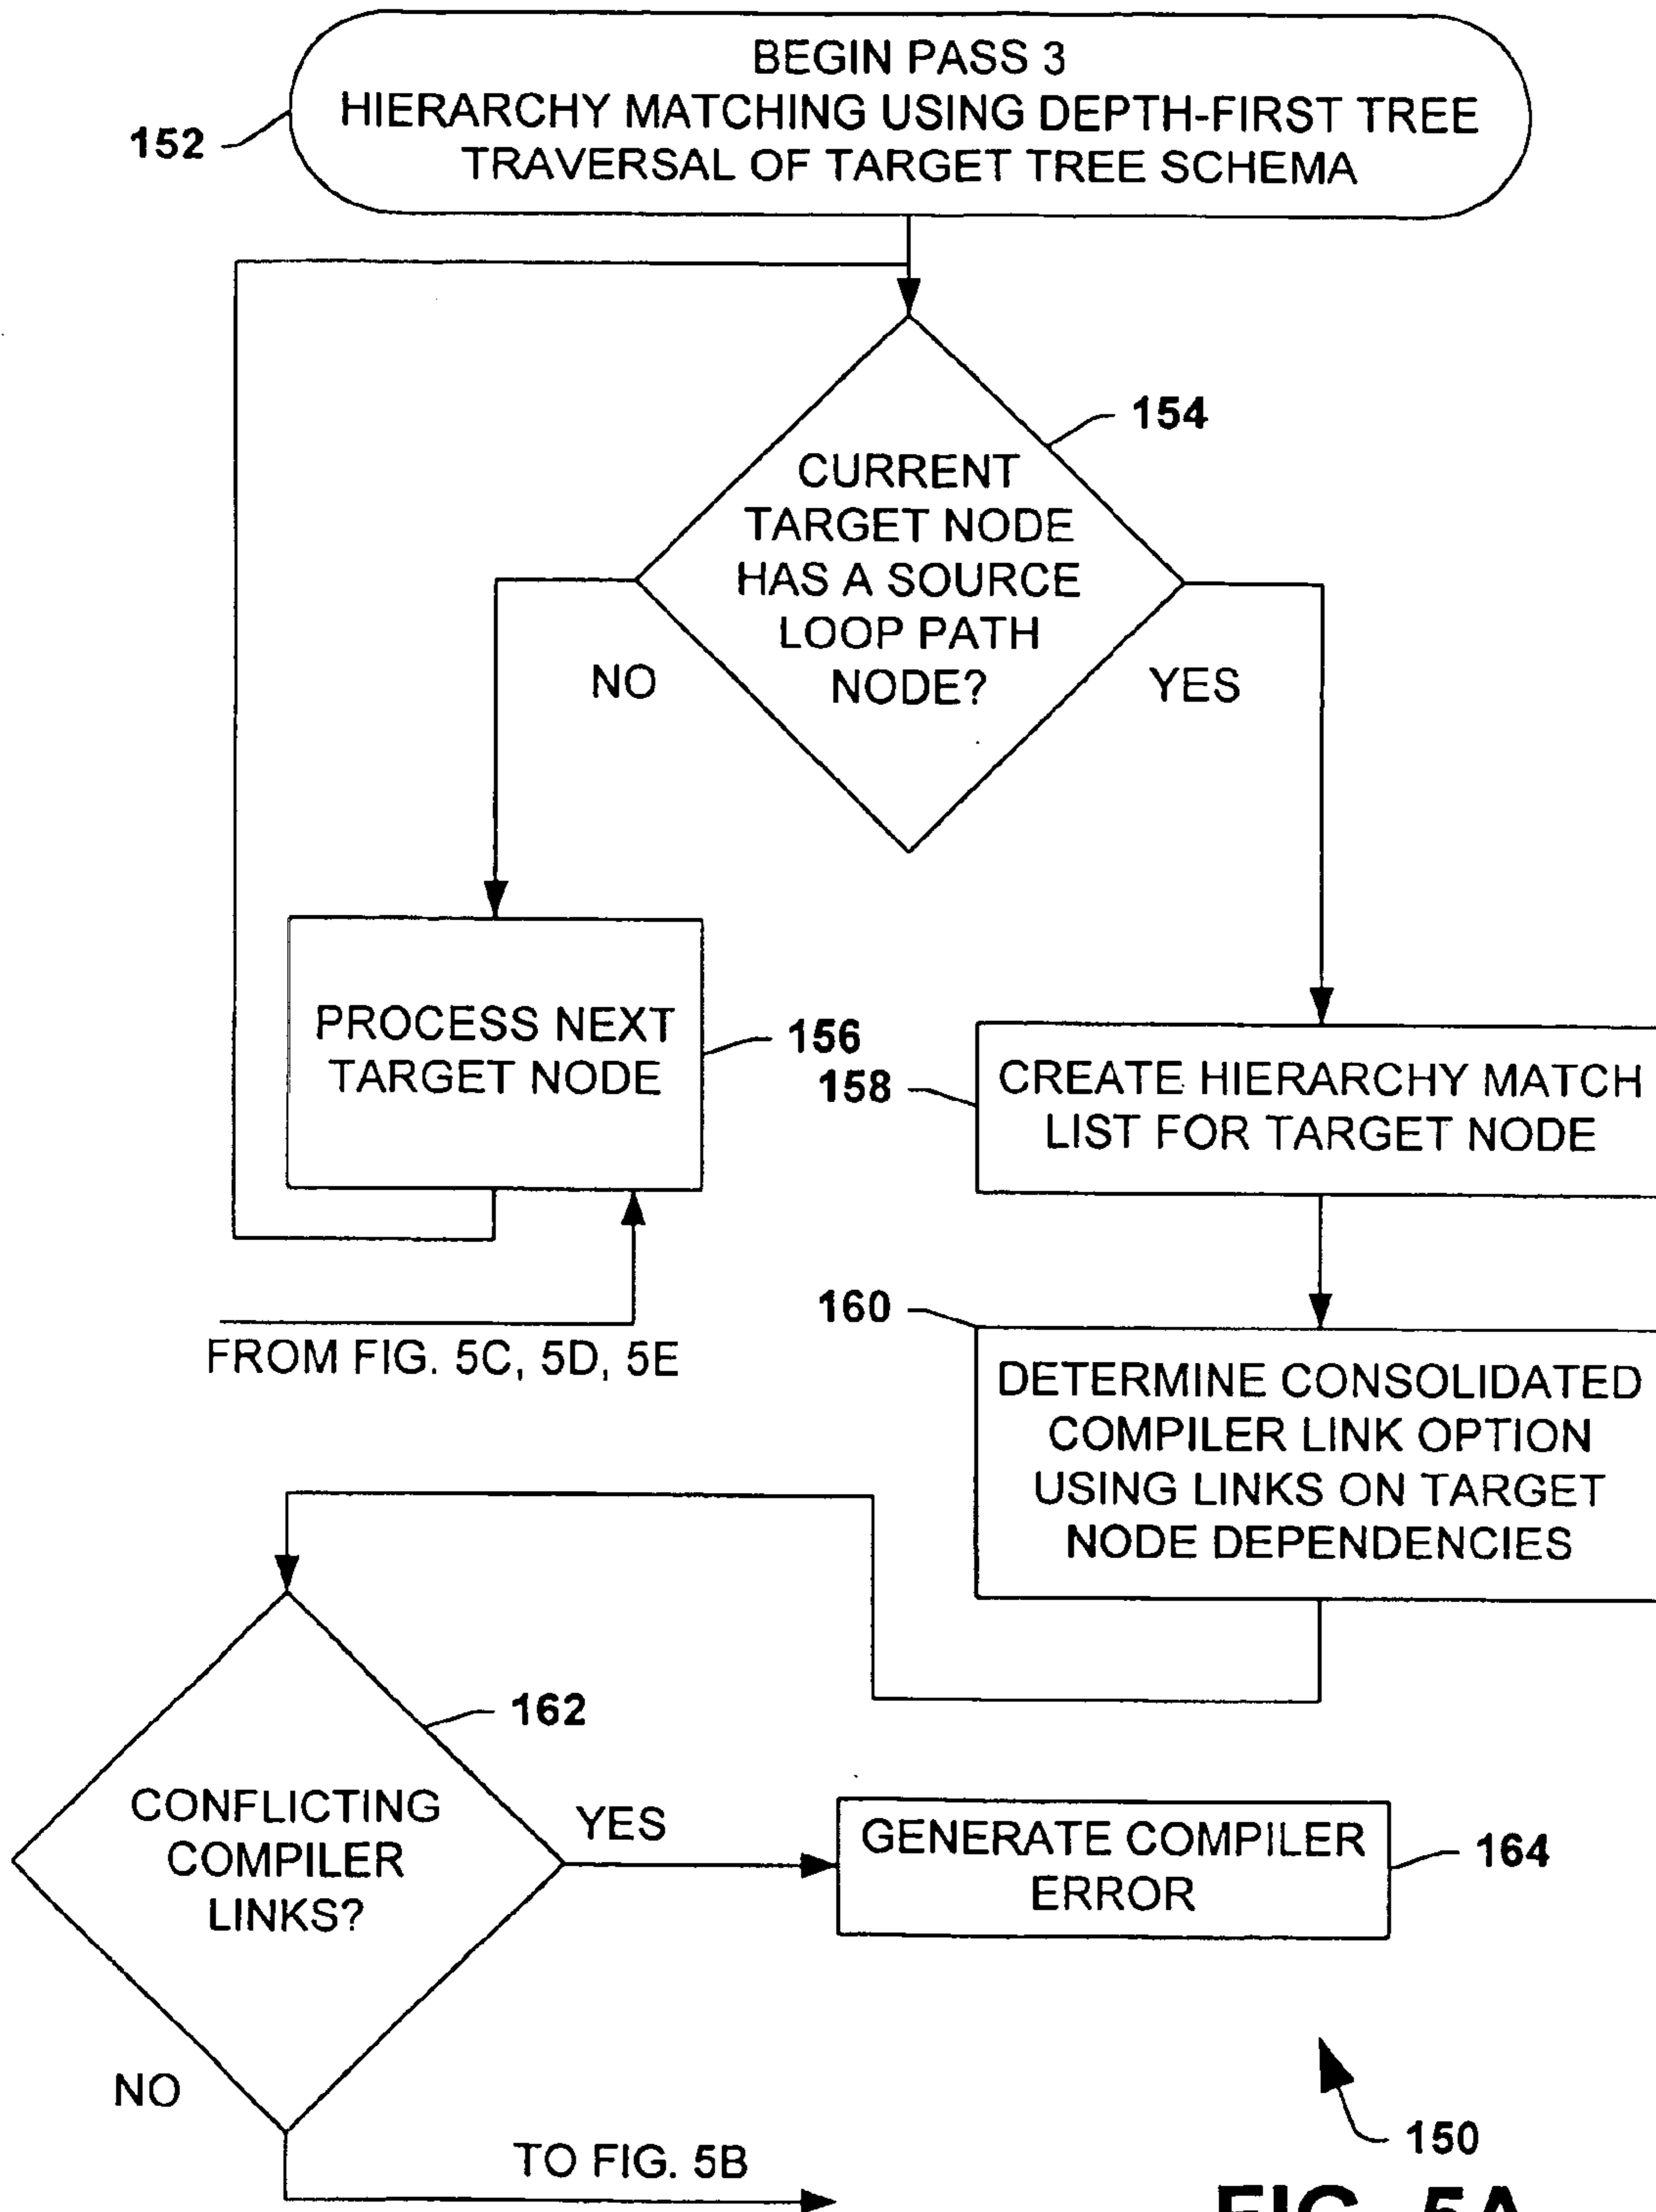 BEGIN PASS 3
HIERARCHY MATCHING USING DEPTH-FIRST TREE
TRAVERSAL OF TARGET TREE SCHEMA
152
154
CURRENT
TARGET NODE
HAS A SOURCE
LOOP PATH
NODE?
NO
YES
PROCESS NEXT
TARGET NODE
156
158
CREATE HIERARCHY MATCH
LIST FOR TARGET NODE
FROM FIG. 5C, 5D, 5E
160
DETERMINE CONSOLIDATED
COMPILER LINK OPTION
USING LINKS ON TARGET
NODE DEPENDENCIES
162
CONFLICTING
COMPILER
LINKS?
YES
GENERATE COMPILER
ERROR
164
NO
TO FIG. 5B
150
FIG. 5A